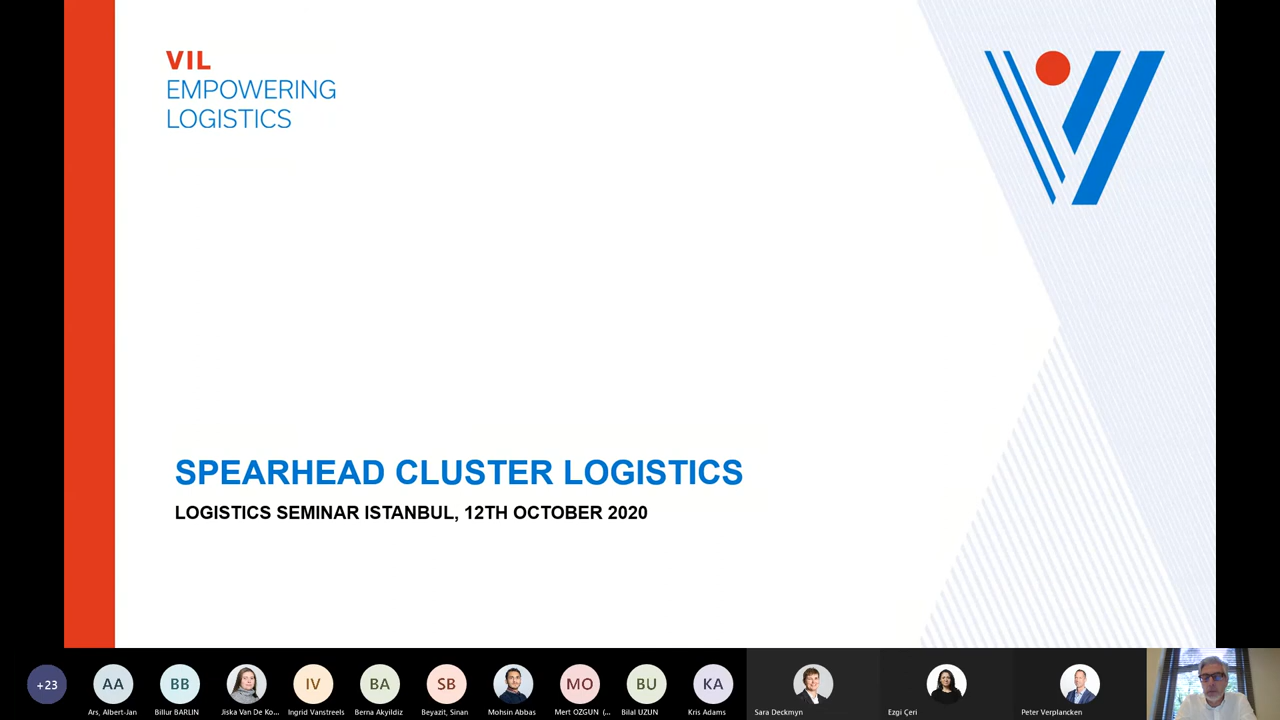 VIL
EMPOWERING
LOGISTICS
SPEARHEAD CLUSTER LOGISTICS
LOGISTICS SEMINAR ISTANBUL, 12TH OCTOBER 2020
+23
AA
BB
IV
BA
SB
MO
BU
KA
Ars, Albert-Jan
Billur BARLIN
Jiska Van De Ko...
Ingrid Vanstreels
Berna Akyildiz
Beyazit, Sinan
Mohsin Abbas
Mert OZGUN (...
Bilal UZUN
Kris Adams
Sara Deckmyn
Ezgi Çeri
Peter Verplancken